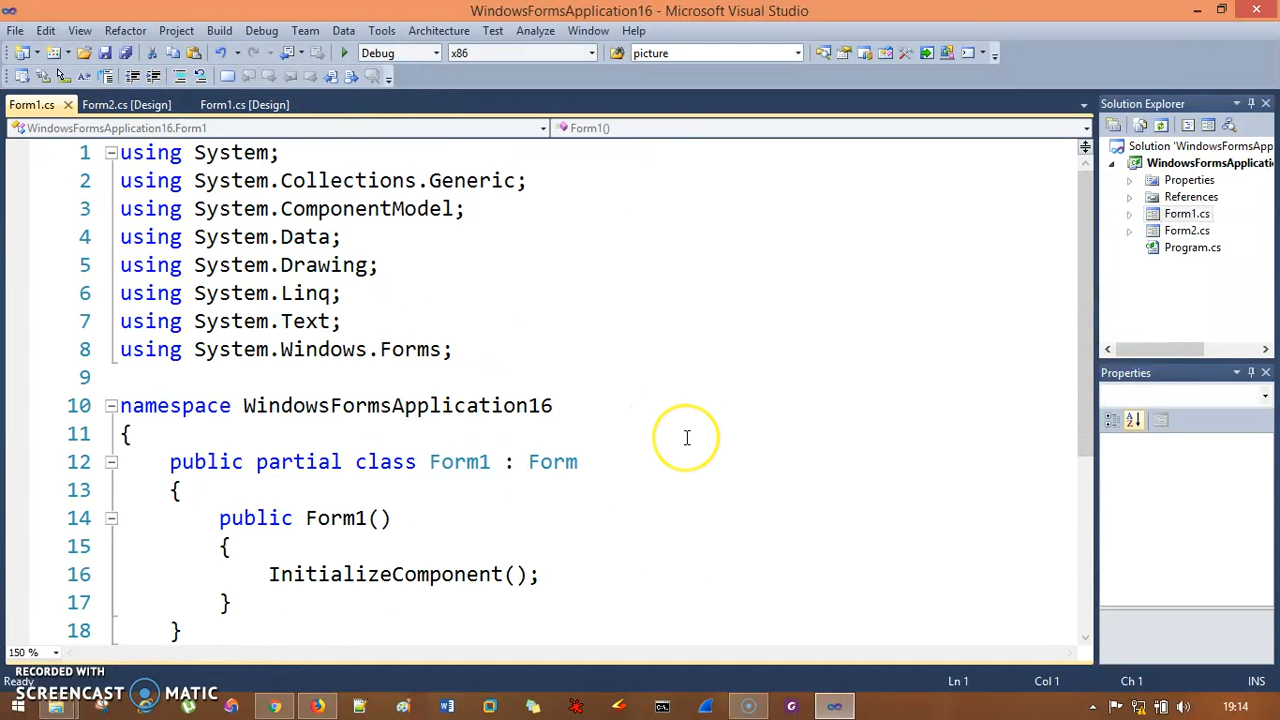 WindowsFormsApplication16 - Microsoft Visual Studio
File Edit View Refactor Project Build Debug Team Data Tools Architecture Test Analyze Window Help
Debug x86 picture
Form1.cs Form2.cs [Design] Form1.cs [Design]
WindowsFormsApplication16.Form1 Form1()
1 using System;
2 using System.Collections.Generic;
3 using System.ComponentModel;
4 using System.Data;
5 using System.Drawing;
6 using System.Linq;
7 using System.Text;
8 using System.Windows.Forms;
9
10 namespace WindowsFormsApplication16
11 {
12 public partial class Form1 : Form
13 {
14 public Form1()
15 {
16 InitializeComponent();
17 }
18 }
150 %
Solution Explorer
Solution 'WindowsFormsApp
WindowsFormsApplicati
Properties
References
Form1.cs
Form2.cs
Program.cs
Properties
Ready Ln 1 Col 1 Ch 1 INS
RECORDED WITH
SCREENCAST MATIC
19:14